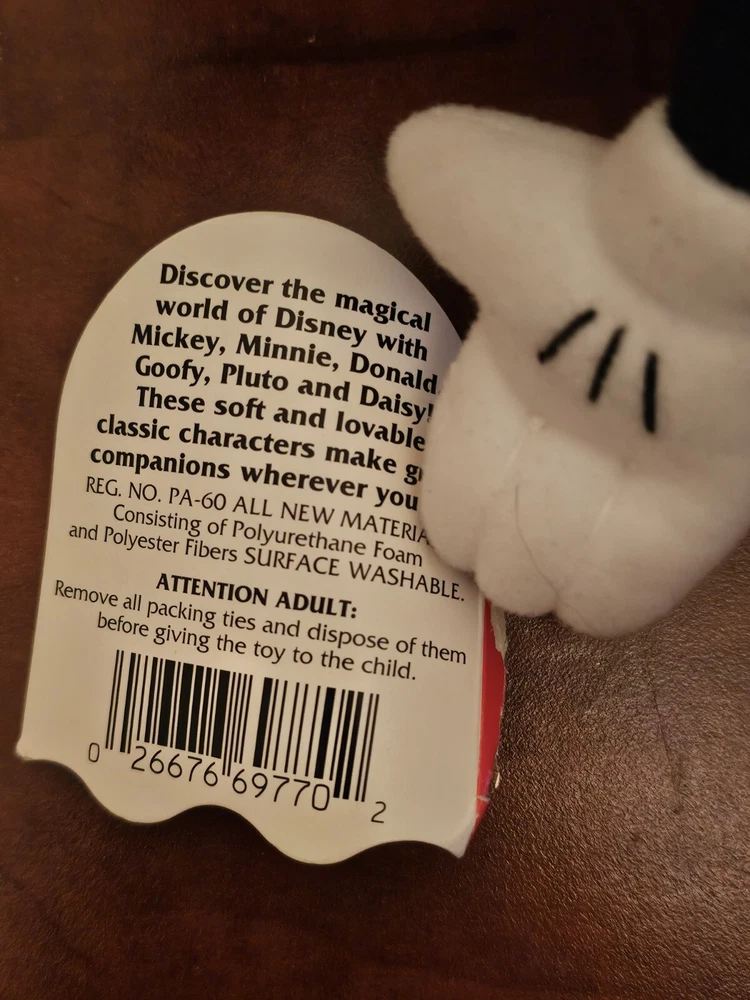 Discover the magical
world of Disney with
Mickey, Minnie, Donald
Goofy, Pluto and Daisy!
These soft and lovable
classic characters make
companions wherever you
REG. NO. PA-60 ALL NEW
Consisting of Polyurethane Foam
and Polyester Fibers SURFACE WASHABLE.
ATTENTION ADULT:
Remove all packing ties and dispose of them
before giving the toy to the child.
0 26676 69770 2